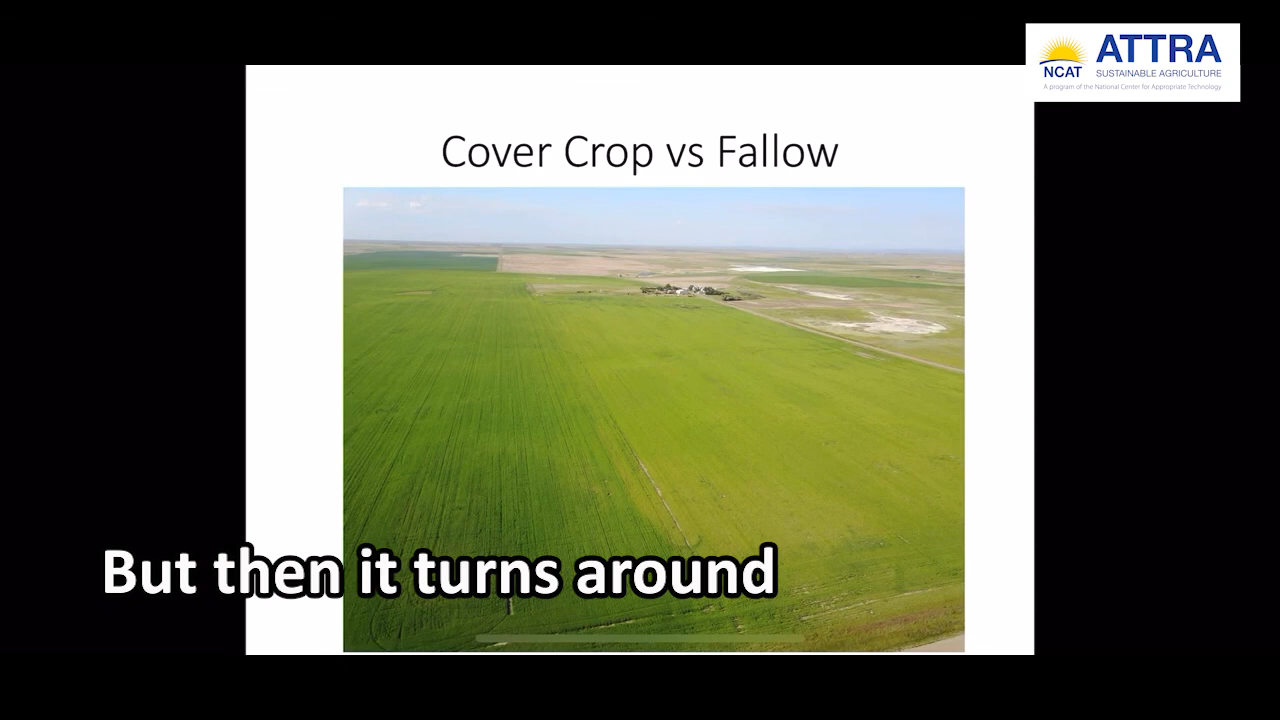 ATTRA
NCAT
SUSTAINABLE AGRICULTURE
A program of the National Center for Appropriate Technology
Cover Crop vs Fallow
But then it turns around